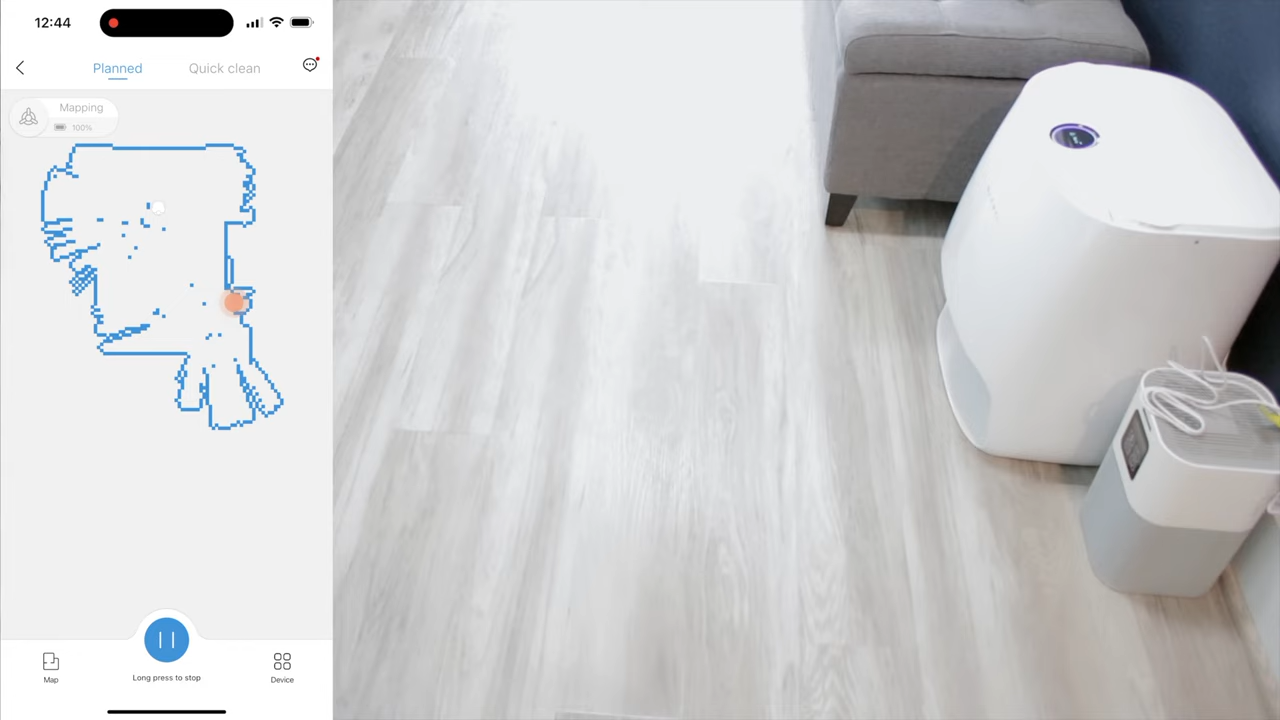 12:44
Planned
Quick clean
Mapping
100%
Map
Long press to stop
Device